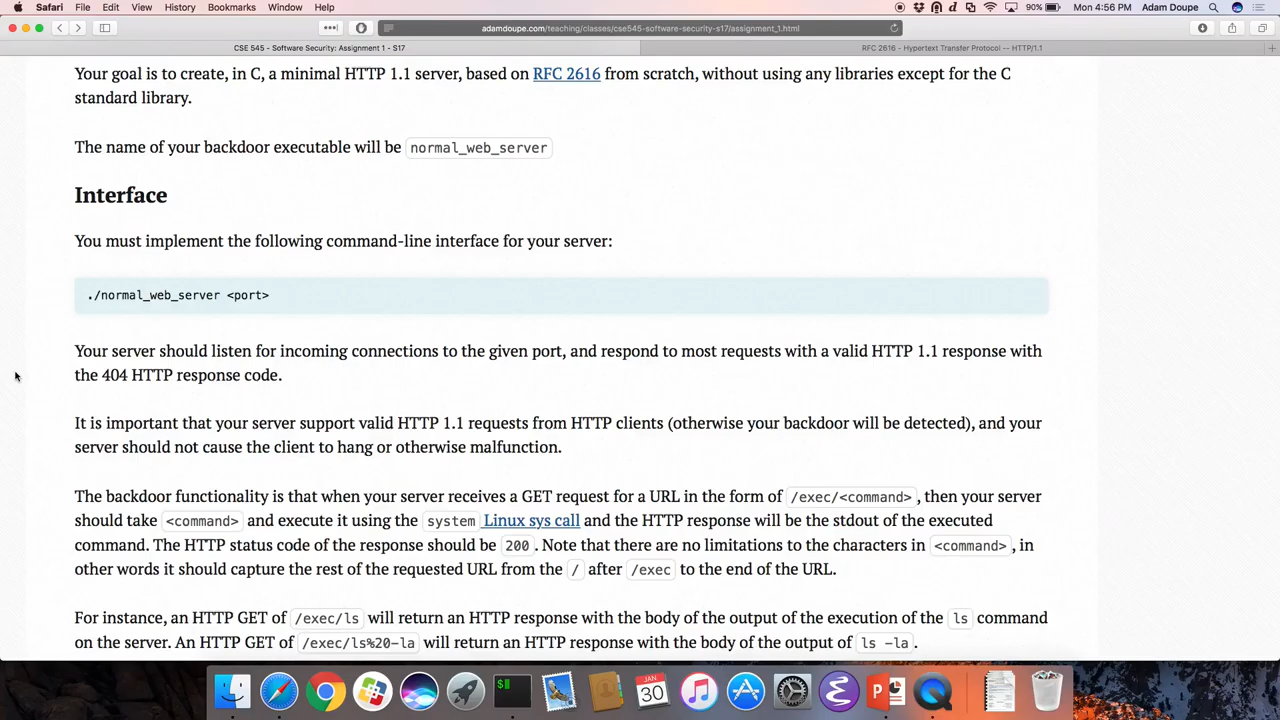 Safari File Edit View History Bookmarks Window Help 90% Mon 4:56 PM Adam Doupe
adamdoupe.com/teaching/classes/cse545-software-security-s17/assignment_1.html
CSE 545 - Software Security: Assignment 1 - S17 RFC 2616 - Hypertext Transfer Protocol -- HTTP/1.1
Your goal is to create, in C, a minimal HTTP 1.1 server, based on RFC 2616 from scratch, without using any libraries except for the C
standard library.
The name of your backdoor executable will be normal_web_server
Interface
You must implement the following command-line interface for your server:
./normal_web_server <port>
Your server should listen for incoming connections to the given port, and respond to most requests with a valid HTTP 1.1 response with
the 404 HTTP response code.
It is important that your server support valid HTTP 1.1 requests from HTTP clients (otherwise your backdoor will be detected), and your
server should not cause the client to hang or otherwise malfunction.
The backdoor functionality is that when your server receives a GET request for a URL in the form of /exec/<command>, then your server
should take <command> and execute it using the system Linux sys call and the HTTP response will be the stdout of the executed
command. The HTTP status code of the response should be 200. Note that there are no limitations to the characters in <command>, in
other words it should capture the rest of the requested URL from the / after /exec to the end of the URL.
For instance, an HTTP GET of /exec/ls will return an HTTP response with the body of the output of the execution of the ls command
on the server. An HTTP GET of /exec/ls%20-la will return an HTTP response with the body of the output of ls -la.
JAN
30